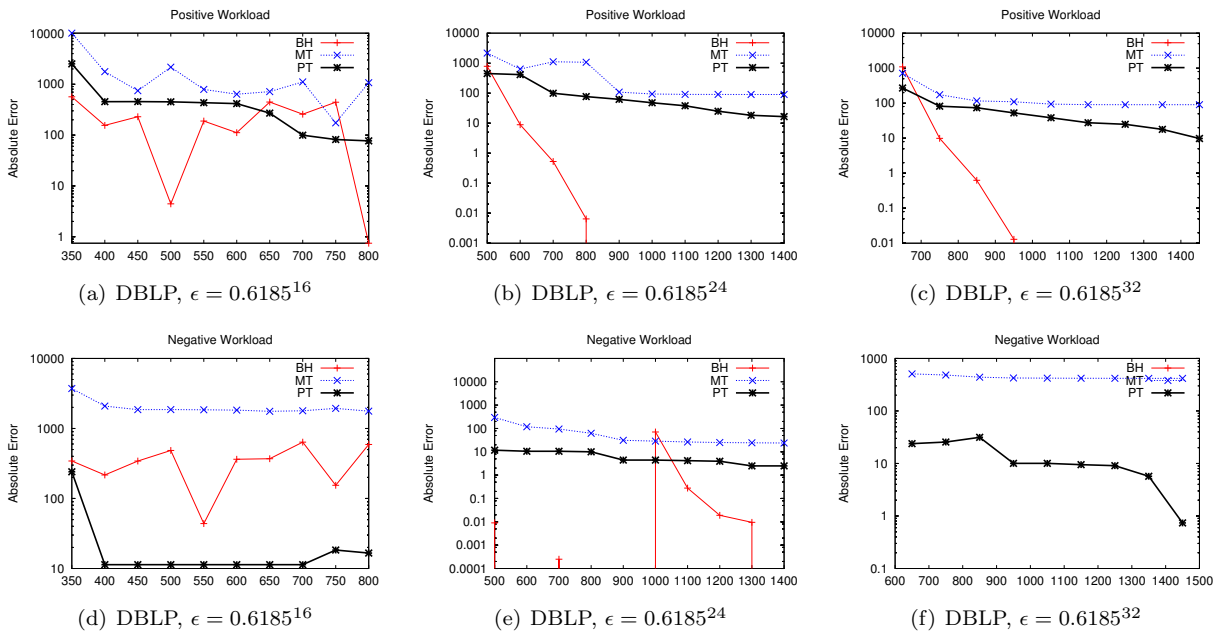 Positive Workload
10000
1000
100
10
1
Absolute Error
BH
MT
PT
350 400 450 500 550 600 650 700 750 800
(a) DBLP, ϵ = 0.6185^16
Positive Workload
10000
1000
100
10
1
0.1
0.01
0.001
Absolute Error
BH
MT
PT
500 600 700 800 900 1000 1100 1200 1300 1400
(b) DBLP, ϵ = 0.6185^24
Positive Workload
10000
1000
100
10
1
0.1
0.01
Absolute Error
BH
MT
PT
700 800 900 1000 1100 1200 1300 1400
(c) DBLP, ϵ = 0.6185^32
Negative Workload
10000
1000
100
10
Absolute Error
BH
MT
PT
350 400 450 500 550 600 650 700 750 800
(d) DBLP, ϵ = 0.6185^16
Negative Workload
10000
1000
100
10
1
0.1
0.01
0.001
0.0001
Absolute Error
BH
MT
PT
500 600 700 800 900 1000 1100 1200 1300 1400
(e) DBLP, ϵ = 0.6185^24
Negative Workload
1000
100
10
1
0.1
Absolute Error
BH
MT
PT
600 700 800 900 1000 1100 1200 1300 1400 1500
(f) DBLP, ϵ = 0.6185^32